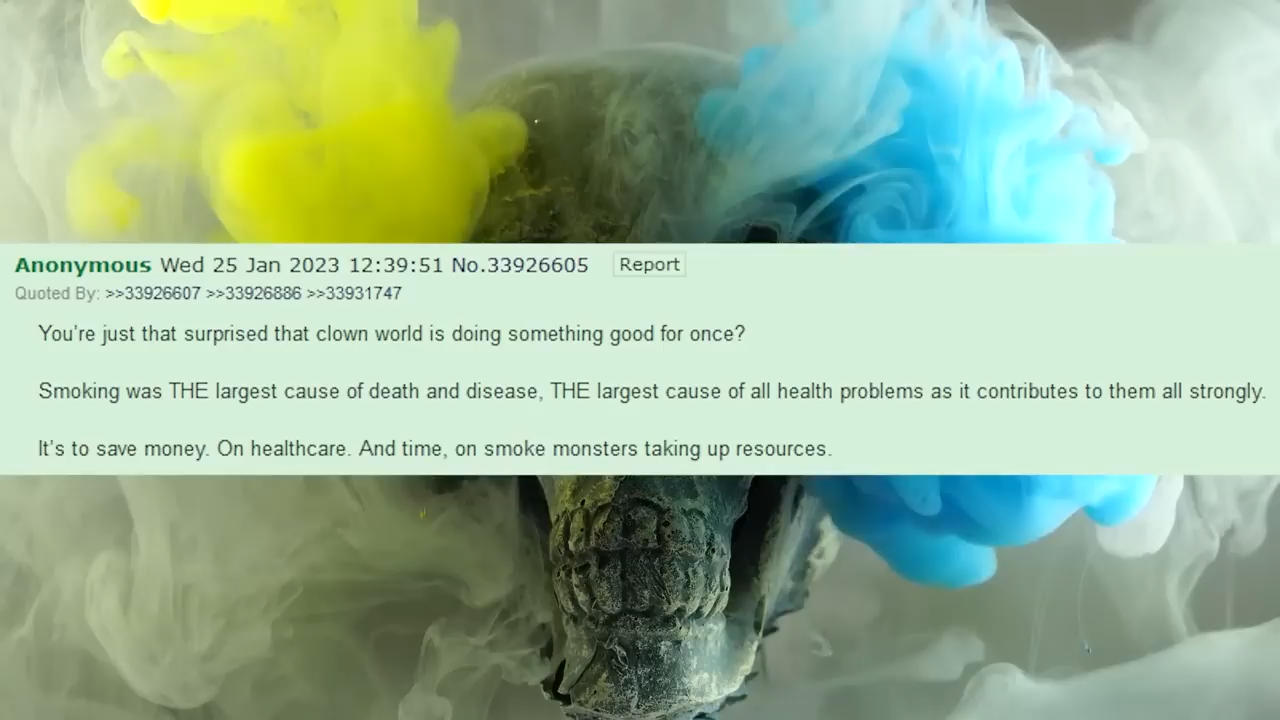 Anonymous Wed 25 Jan 2023 12:39:51 No.33926605 Report
Quoted By: >>33926607 >>33926886 >>33931747
You're just that surprised that clown world is doing something good for once?
Smoking was THE largest cause of death and disease, THE largest cause of all health problems as it contributes to them all strongly.
It's to save money. On healthcare. And time, on smoke monsters taking up resources.